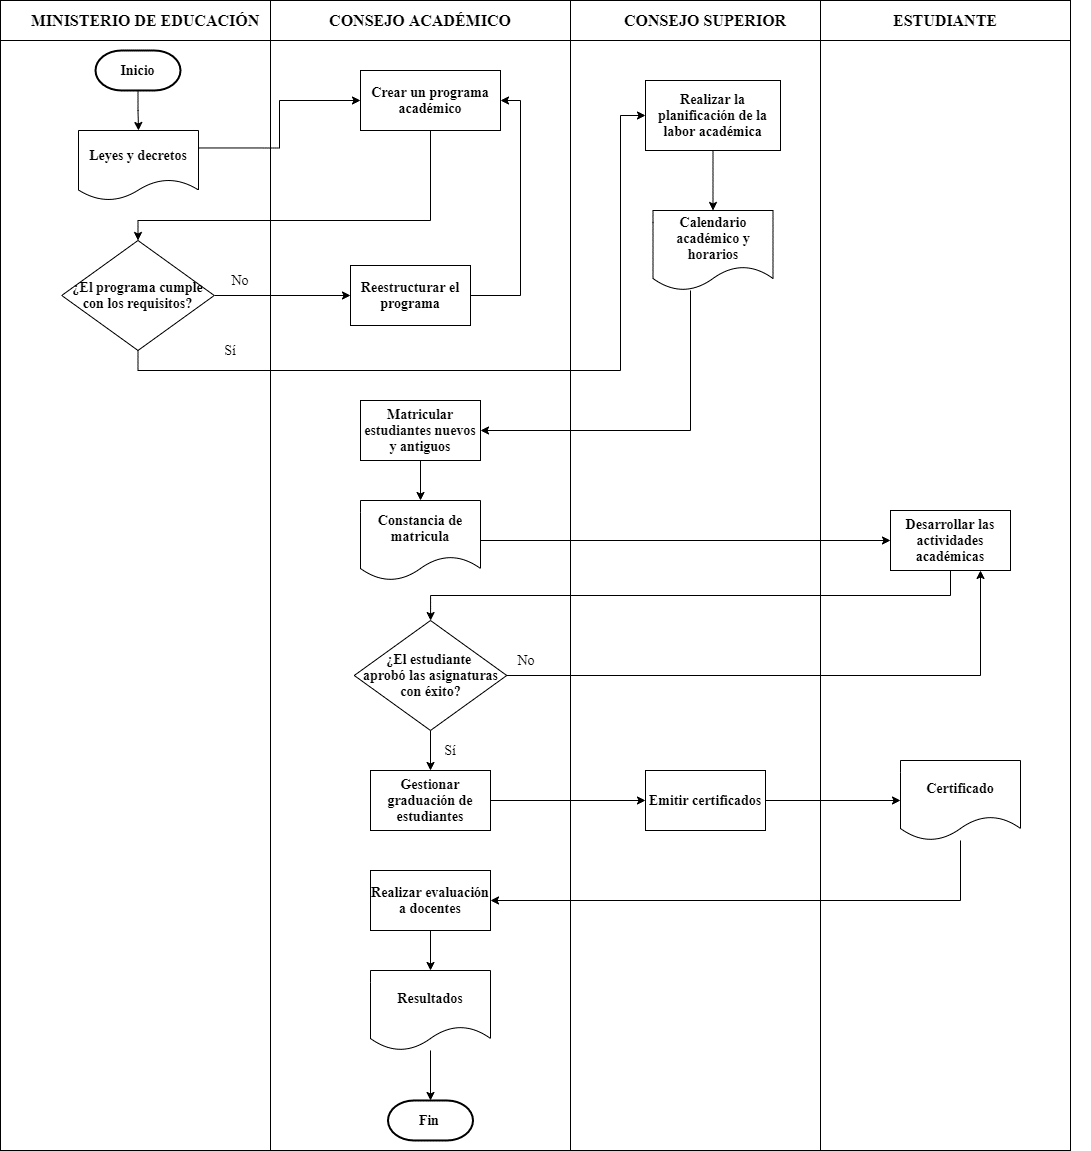 MINISTERIO DE EDUCACIÓN
CONSEJO ACADÉMICO
CONSEJO SUPERIOR
ESTUDIANTE
Inicio
Leyes y decretos
Crear un programa
académico
Realizar la
planificación de la
labor académica
Calendario
académico y
horarios
¿El programa cumple
con los requisitos?
No
Reestructurar el
programa
Sí
Matricular
estudiantes nuevos
y antiguos
Constancia de
matricula
Desarrollar las
actividades
académicas
¿El estudiante
aprobó las asignaturas
con éxito?
No
Sí
Gestionar
graduación de
estudiantes
Emitir certificados
Certificado
Realizar evaluación
a docentes
Resultados
Fin